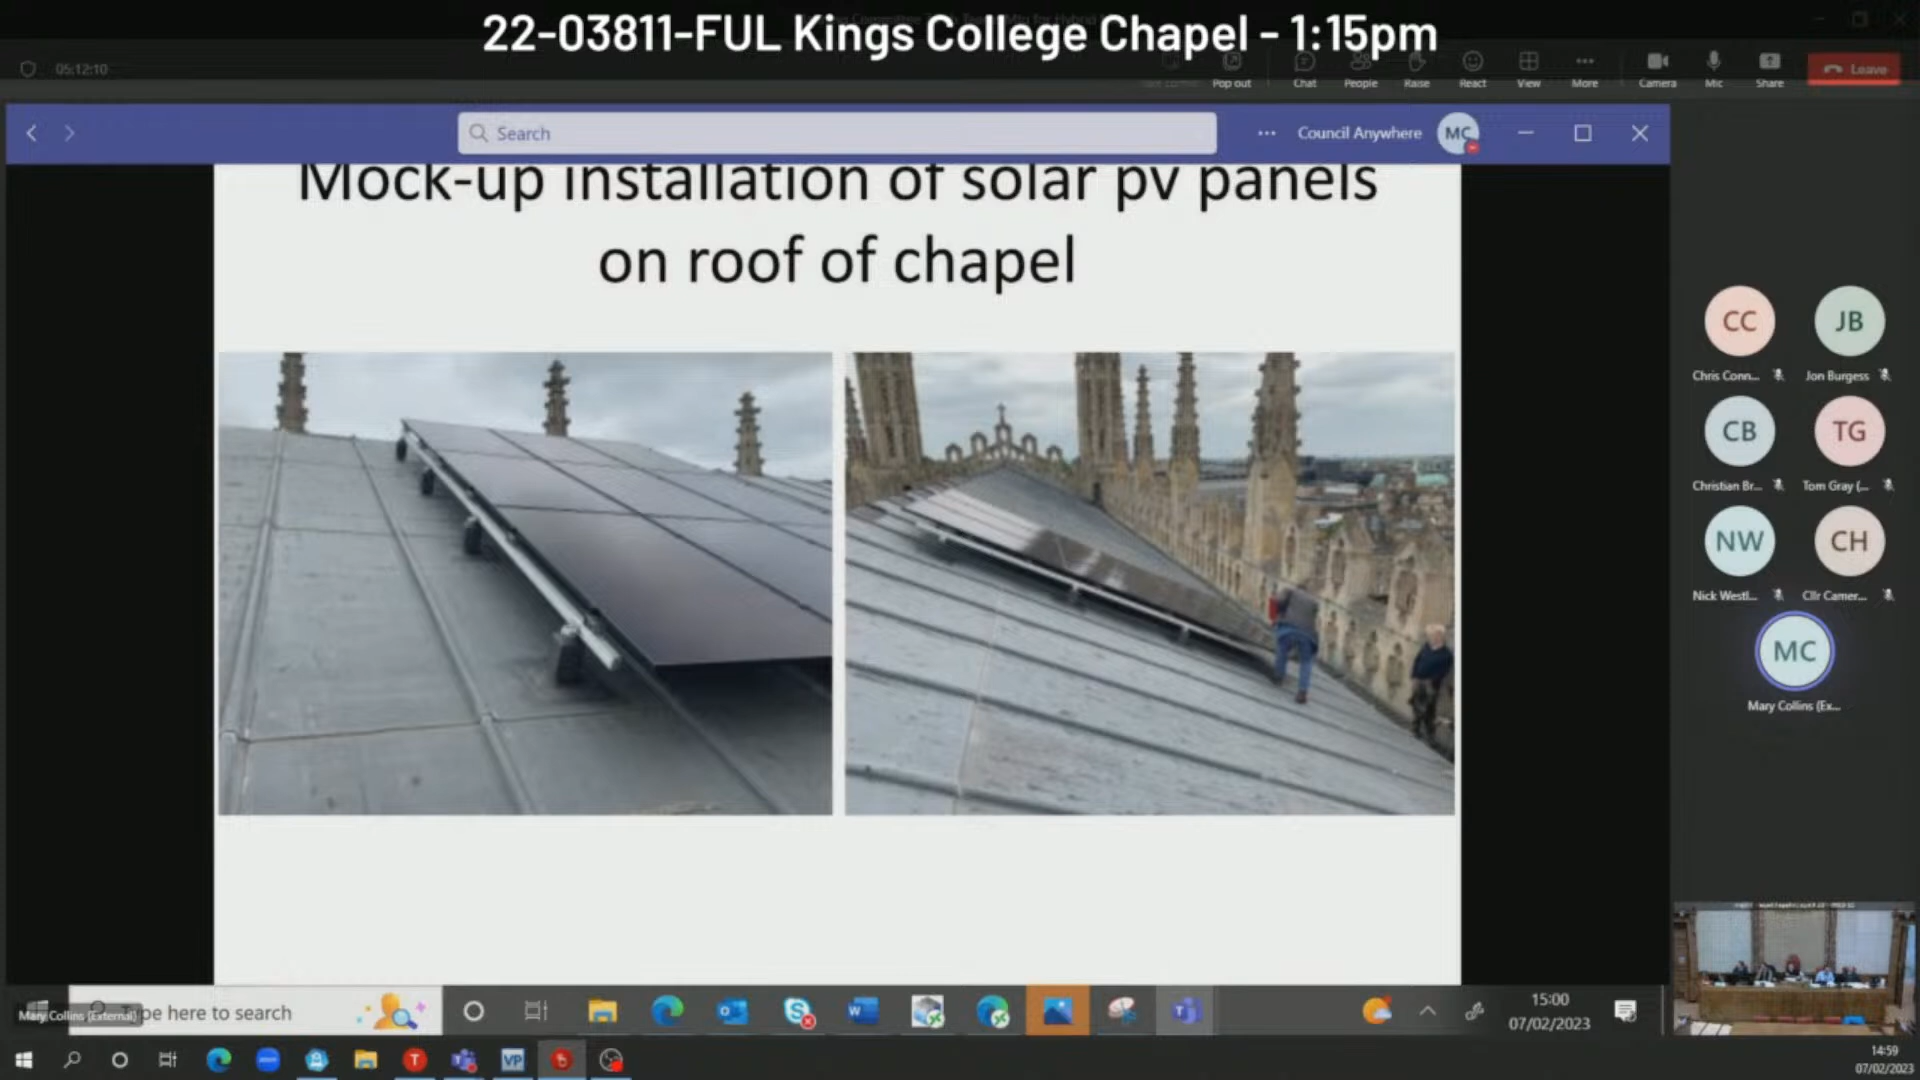 22-03811-FUL Kings College Chapel - 1:15pm
05:12:10
Pop out
Chat
People
Raise
React
View
More
Camera
Mic
Share
Leave
Search
Council Anywhere
MC
Mock-up installation of solar pv panels
on roof of chapel
CC
JB
Chris Conn...
Jon Burgess
CB
TG
Christian Br...
Tom Gray (...
NW
CH
Nick Westl...
Cllr Camer...
MC
Mary Collins (Ex...
Mary Collins (External)
pe here to search
15:00
07/02/2023
14:59
07/02/2023